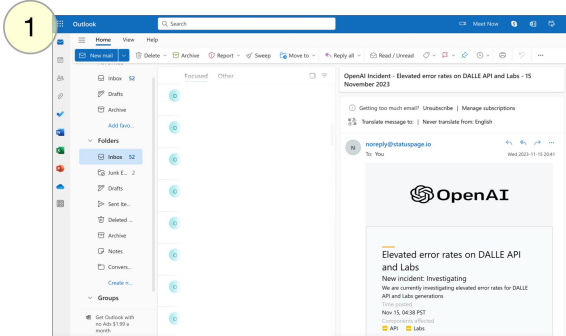 1
Outlook
Search
Meet Now
Home View Help
New mail Delete Archive Report Sweep Move to Reply all Read / Unread
Inbox 52
Drafts
Archive
Add favo...
Folders
Inbox 52
Junk E... 2
Drafts
Sent Ite...
Deleted ...
Archive
Notes
Convers...
Create n...
Groups
Get Outlook with
no Ads $1.99 a
month
Focused Other
OpenAI Incident - Elevated error rates on DALLE API and Labs - 15
November 2023
Getting too much email? Unsubscribe | Manage subscriptions
Translate message to: | Never translate from: English
N
noreply@statuspage.io
To: You
Wed 2023-11-15 20:41
OpenAI
Elevated error rates on DALLE API
and Labs
New incident: Investigating
We are currently investigating elevated error rates for DALLE
API and Labs generations
Time posted
Nov 15, 04:38 PST
Components affected
API Labs